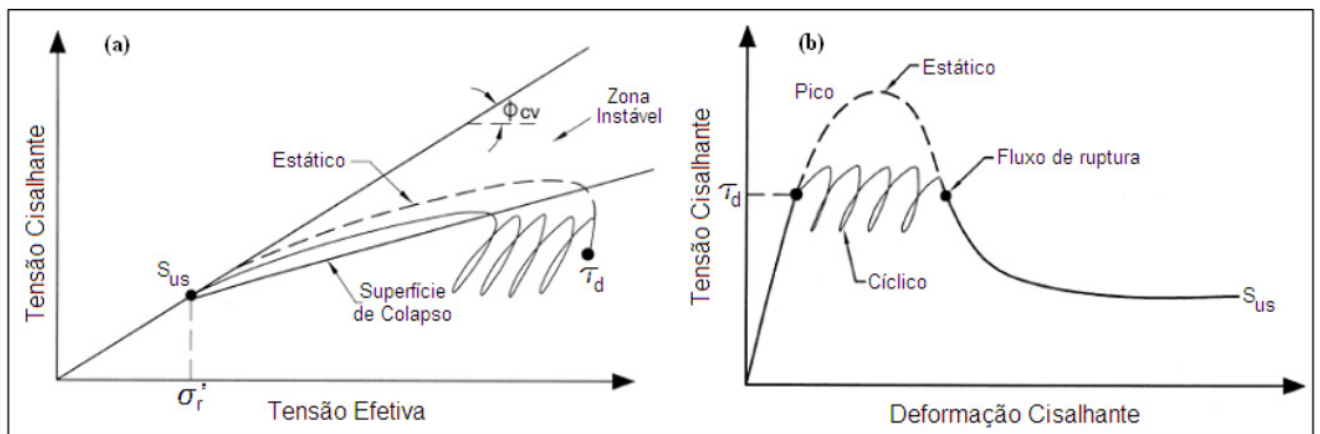 (a)
Tensão Cisalhante
ϕcv
Zona
Instável
Estático
Sus
Superfície
de Colapso
τd
σ'r
Tensão Efetiva
(b)
Tensão Cisalhante
Estático
Pico
Fluxo de ruptura
τd
Cíclico
Sus
Deformação Cisalhante